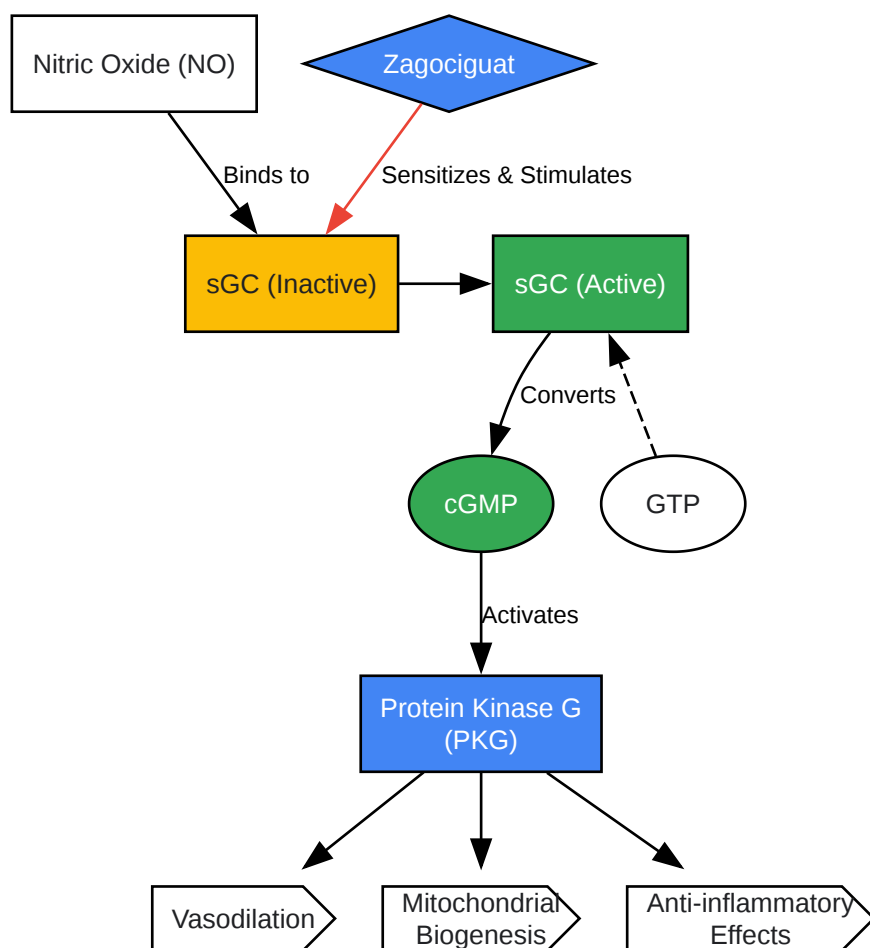 Nitric Oxide (NO)
Zagociguat
Binds to
Sensitizes & Stimulates
sGC (Inactive)
sGC (Active)
Converts
cGMP
GTP
Activates
Protein Kinase G
(PKG)
Vasodilation
Mitochondrial
Biogenesis
Anti-inflammatory
Effects